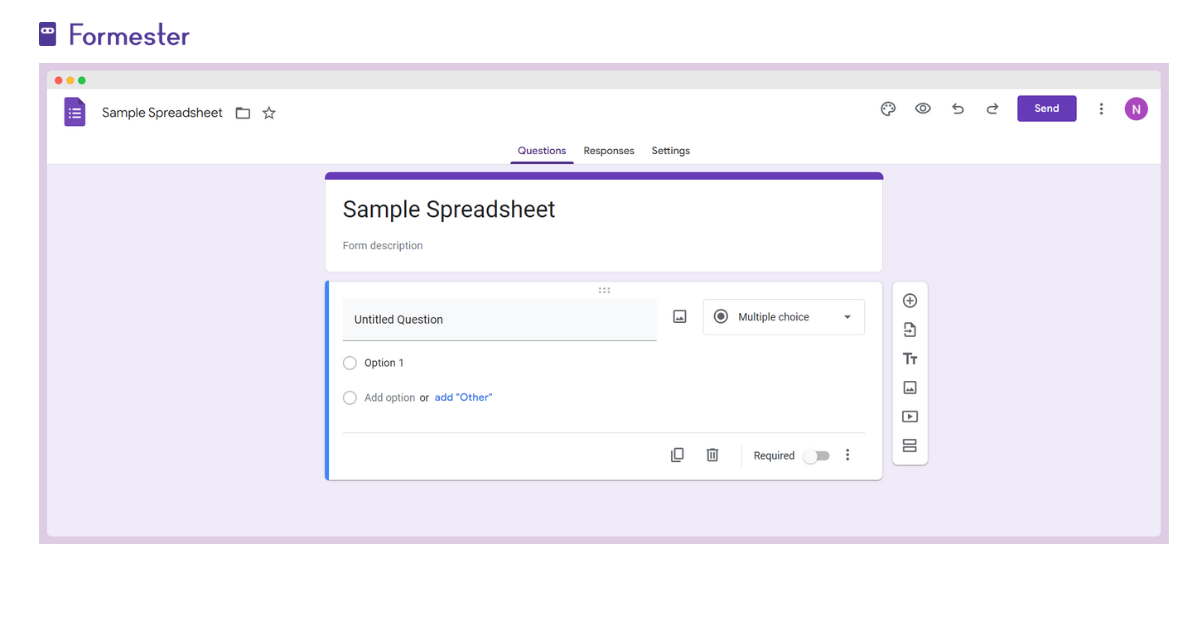 Formester
Sample Spreadsheet
Send
N
Questions Responses Settings
Sample Spreadsheet
Form description
Untitled Question
Multiple choice
Option 1
Add option or add "Other"
Required
Tт